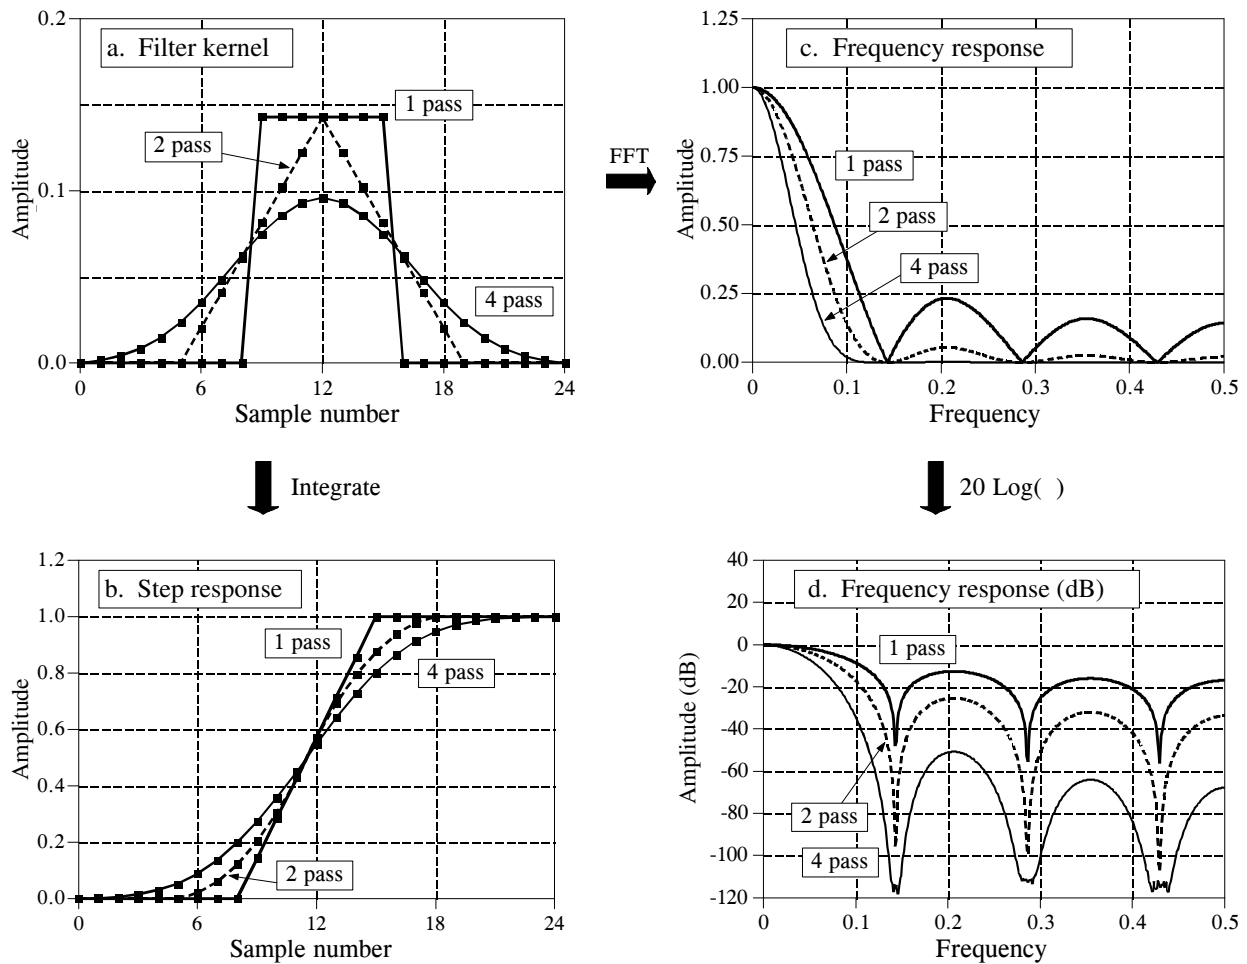 a. Filter kernel
0.2
0.1
0.0
Amplitude
1 pass
2 pass
4 pass
0 6 12 18 24
Sample number
FFT
c. Frequency response
1.25
1.00
0.75
0.50
0.25
0.00
Amplitude
1 pass
2 pass
4 pass
0 0.1 0.2 0.3 0.4 0.5
Frequency
Integrate
20 Log( )
b. Step response
1.2
1.0
0.8
0.6
0.4
0.2
0.0
Amplitude
1 pass
4 pass
2 pass
0 6 12 18 24
Sample number
d. Frequency response (dB)
40
20
0
-20
-40
-60
-80
-100
-120
Amplitude (dB)
1 pass
2 pass
4 pass
0 0.1 0.2 0.3 0.4 0.5
Frequency